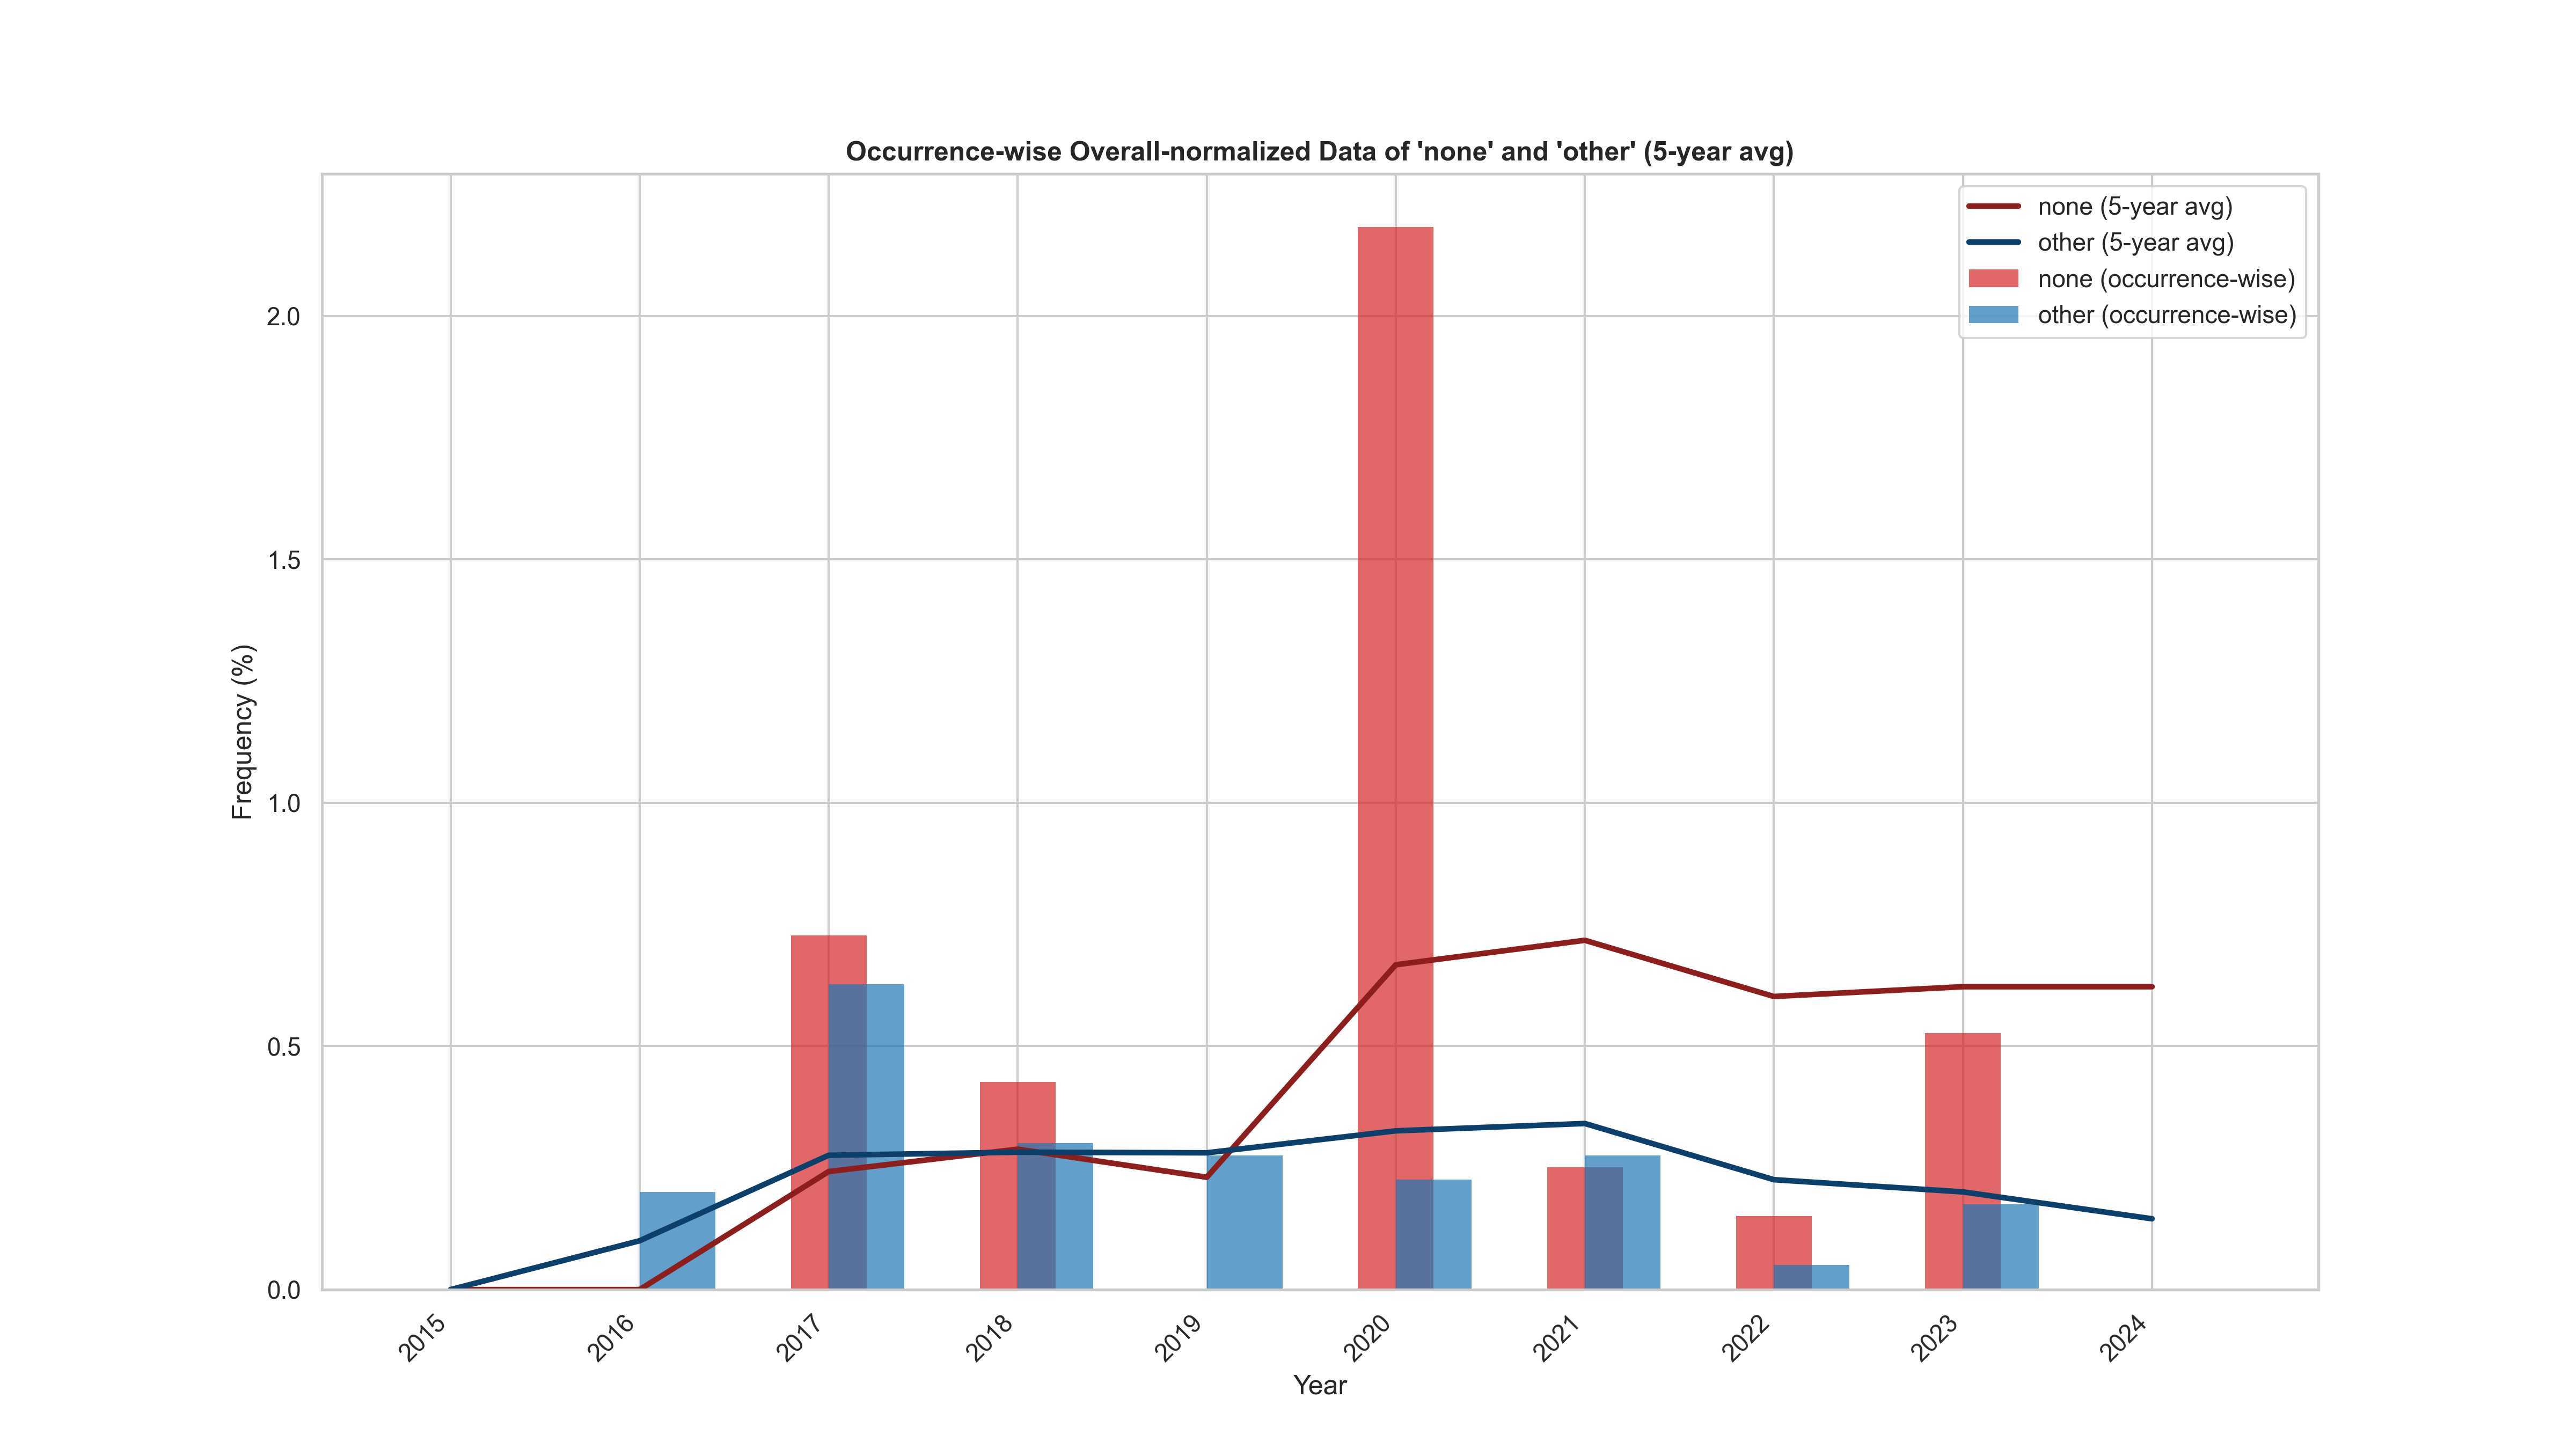 Occurrence-wise Overall-normalized Data of 'none' and 'other' (5-year avg)
none (5-year avg)
other (5-year avg)
none (occurrence-wise)
other (occurrence-wise)
2.0
1.5
1.0
0.5
0.0
Frequency (%)
2015
2016
2017
2018
2019
2020
2021
2022
2023
2024
Year